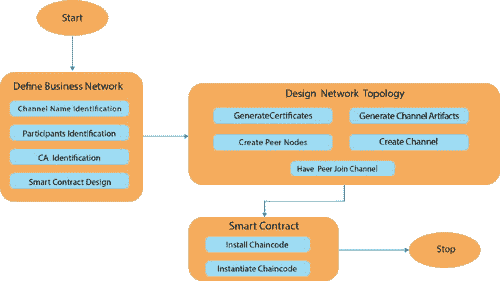 Start
Define Business Network
Channel Name Identification
Participants Identification
CA Identification
Smart Contract Design
Design Network Topology
GenerateCertificates
Generate Channel Artifacts
Create Peer Nodes
Create Channel
Have Peer Join Channel
Smart Contract
Install Chaincode
Instantiate Chaincode
Stop